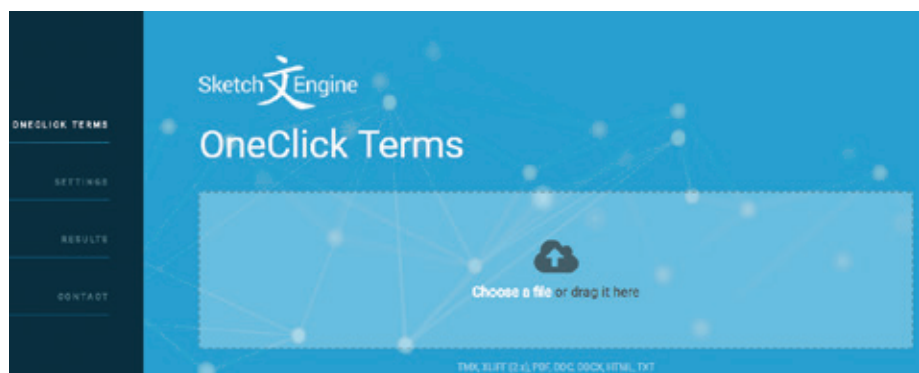 Sketch文Engine
ONECLICK TERMS
OneClick Terms
SETTINGS
RESULTS
CONTACT
Choose a file or drag it here
TMX, XLIFF (2.x), PDF, DOC, DOCX, HTML, TXT